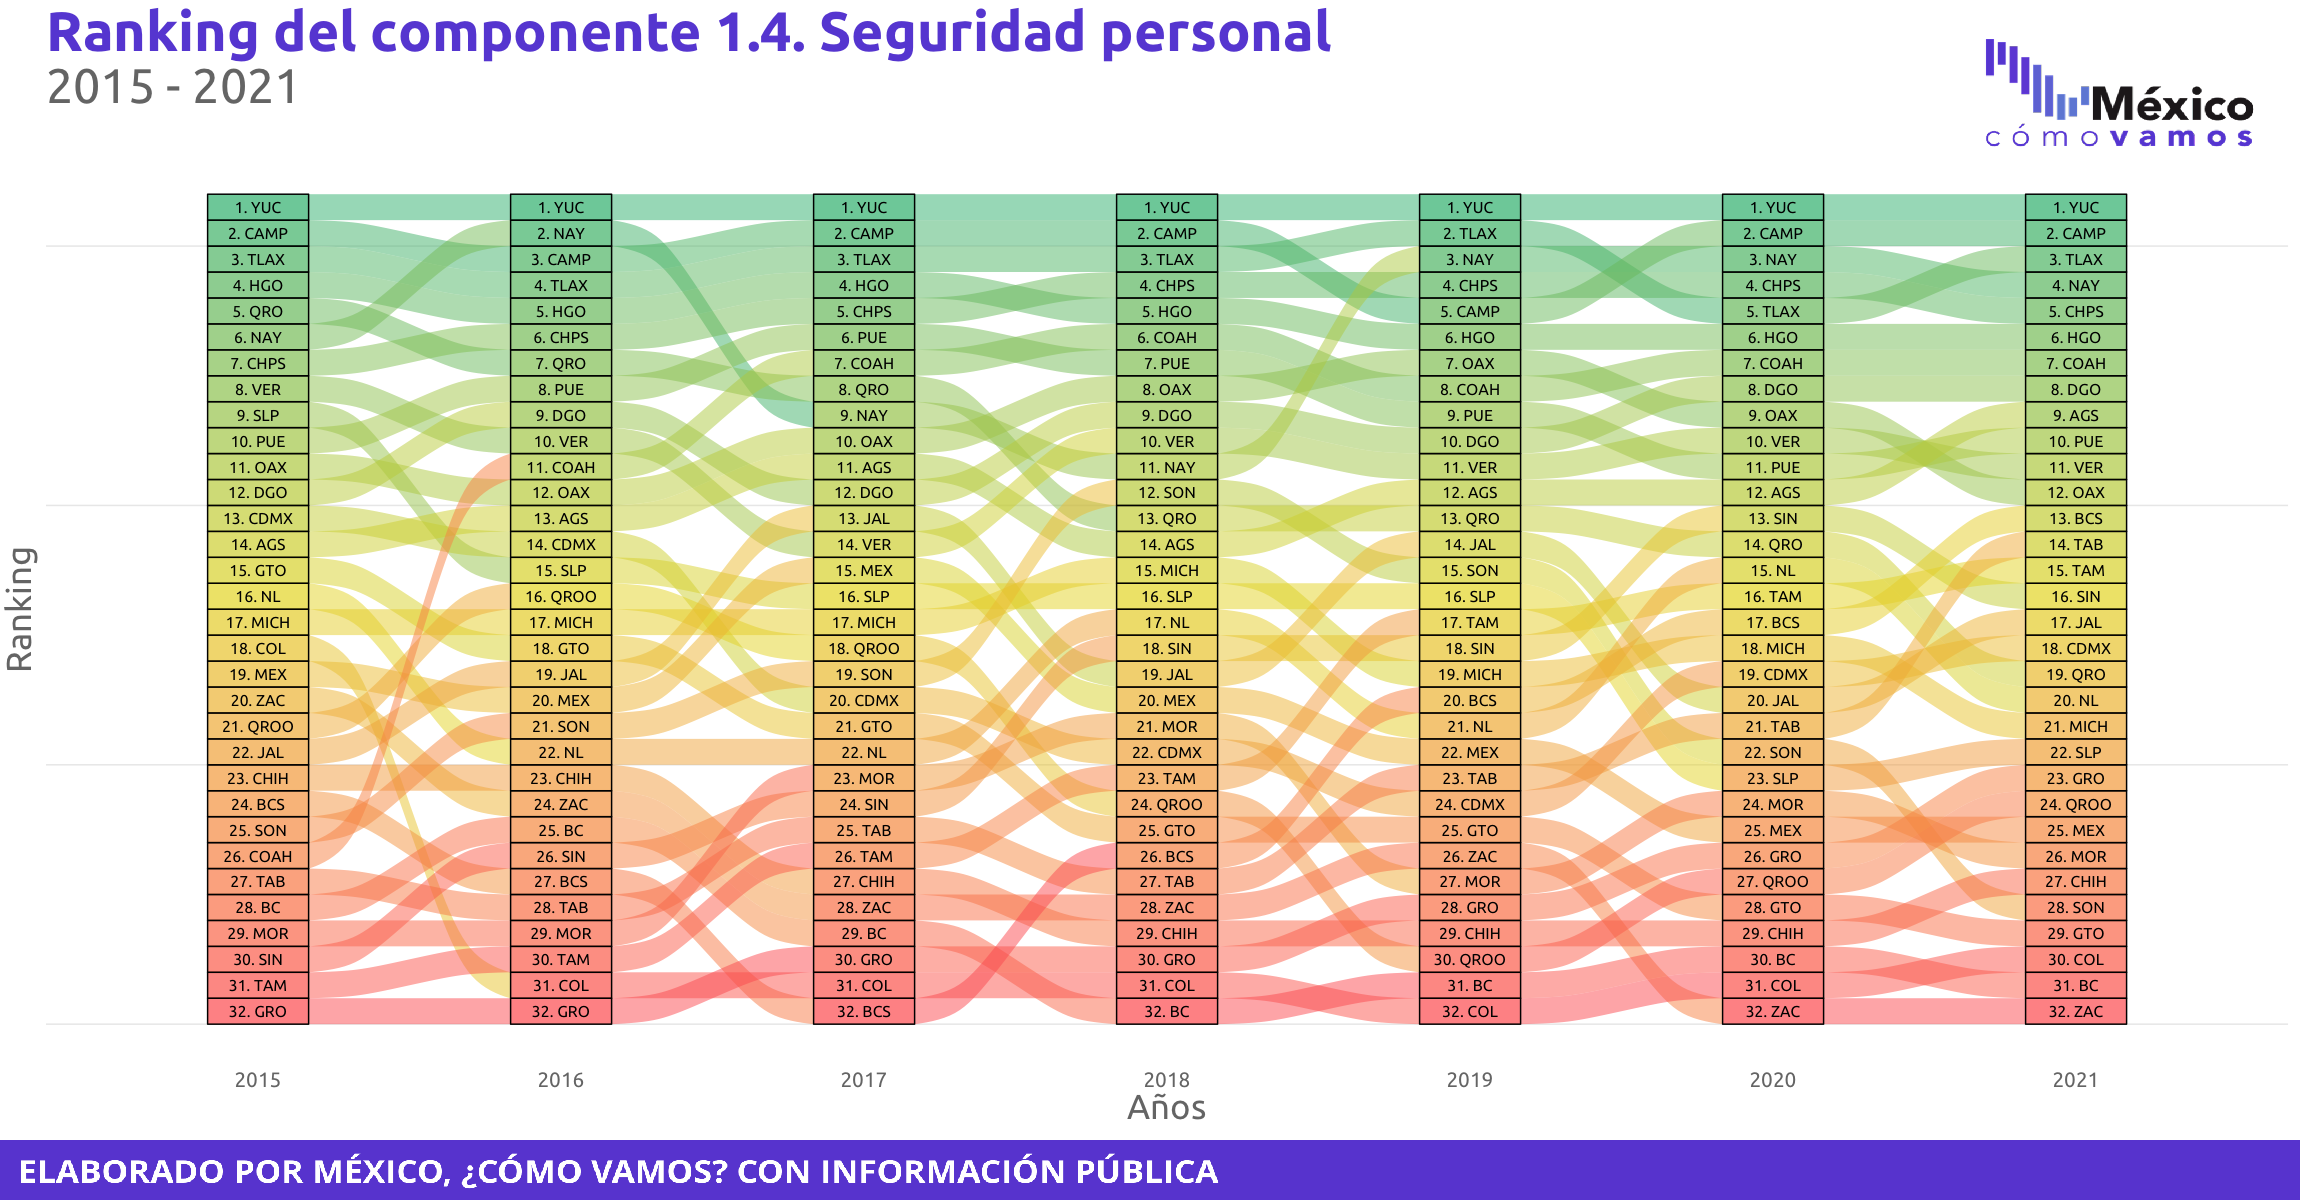 Ranking del componente 1.4. Seguridad personal
2015 - 2021
México
cómovamos
Ranking
1. YUC 1. YUC 1. YUC 1. YUC 1. YUC 1. YUC 1. YUC
2. CAMP 2. NAY 2. CAMP 2. CAMP 2. TLAX 2. CAMP 2. CAMP
3. TLAX 3. CAMP 3. TLAX 3. TLAX 3. NAY 3. NAY 3. TLAX
4. HGO 4. TLAX 4. HGO 4. CHPS 4. CHPS 4. CHPS 4. NAY
5. QRO 5. HGO 5. CHPS 5. HGO 5. CAMP 5. TLAX 5. CHPS
6. NAY 6. CHPS 6. PUE 6. COAH 6. HGO 6. HGO 6. HGO
7. CHPS 7. QRO 7. COAH 7. PUE 7. OAX 7. COAH 7. COAH
8. VER 8. PUE 8. QRO 8. OAX 8. COAH 8. DGO 8. DGO
9. SLP 9. DGO 9. NAY 9. DGO 9. PUE 9. OAX 9. AGS
10. PUE 10. VER 10. OAX 10. VER 10. DGO 10. VER 10. PUE
11. OAX 11. COAH 11. AGS 11. NAY 11. VER 11. PUE 11. VER
12. DGO 12. OAX 12. DGO 12. SON 12. AGS 12. AGS 12. OAX
13. CDMX 13. AGS 13. JAL 13. QRO 13. QRO 13. SIN 13. BCS
14. AGS 14. CDMX 14. VER 14. AGS 14. JAL 14. QRO 14. TAB
15. GTO 15. SLP 15. MEX 15. MICH 15. SON 15. NL 15. TAM
16. NL 16. QROO 16. SLP 16. SLP 16. SLP 16. TAM 16. SIN
17. MICH 17. MICH 17. MICH 17. NL 17. TAM 17. BCS 17. JAL
18. COL 18. GTO 18. QROO 18. SIN 18. SIN 18. MICH 18. CDMX
19. MEX 19. JAL 19. SON 19. JAL 19. MICH 19. CDMX 19. QRO
20. ZAC 20. MEX 20. CDMX 20. MEX 20. BCS 20. JAL 20. NL
21. QROO 21. SON 21. GTO 21. MOR 21. NL 21. TAB 21. MICH
22. JAL 22. NL 22. NL 22. CDMX 22. MEX 22. SON 22. SLP
23. CHIH 23. CHIH 23. MOR 23. TAM 23. TAB 23. SLP 23. GRO
24. BCS 24. ZAC 24. SIN 24. QROO 24. CDMX 24. MOR 24. QROO
25. SON 25. BC 25. TAB 25. GTO 25. GTO 25. MEX 25. MEX
26. COAH 26. SIN 26. TAM 26. BCS 26. ZAC 26. GRO 26. MOR
27. TAB 27. BCS 27. CHIH 27. TAB 27. MOR 27. QROO 27. CHIH
28. BC 28. TAB 28. ZAC 28. ZAC 28. GRO 28. GTO 28. SON
29. MOR 29. MOR 29. BC 29. CHIH 29. CHIH 29. CHIH 29. GTO
30. SIN 30. TAM 30. GRO 30. GRO 30. QROO 30. BC 30. COL
31. TAM 31. COL 31. COL 31. COL 31. BC 31. COL 31. BC
32. GRO 32. GRO 32. BCS 32. BC 32. COL 32. ZAC 32. ZAC
2015 2016 2017 2018 2019 2020 2021
Años
ELABORADO POR MÉXICO, ¿CÓMO VAMOS? CON INFORMACIÓN PÚBLICA